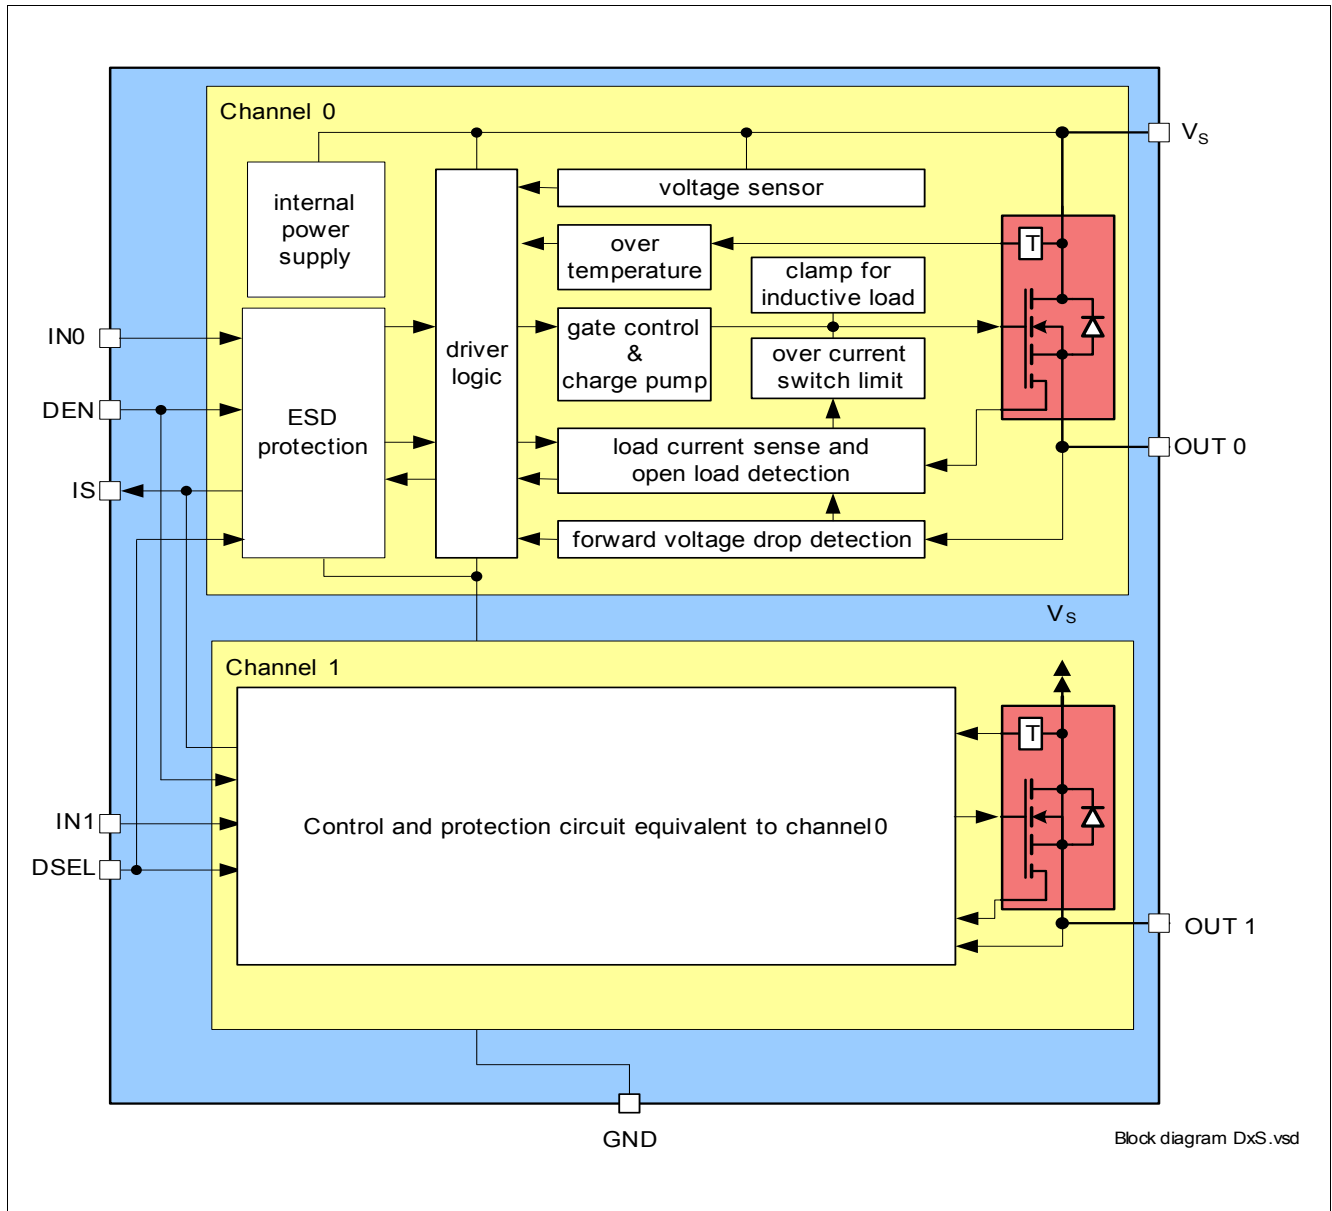 Channel 0
VS
internal
power
supply
voltage sensor
over
temperature
T
clamp for
inductive load
IN0
driver
logic
gate control
&
charge pump
over current
switch limit
DEN
ESD
protection
load current sense and
open load detection
OUT 0
IS
forward voltage drop detection
VS
Channel 1
T
IN1
Control and protection circuit equivalent to channel 0
DSEL
OUT 1
GND
Block diagram DxS.vsd